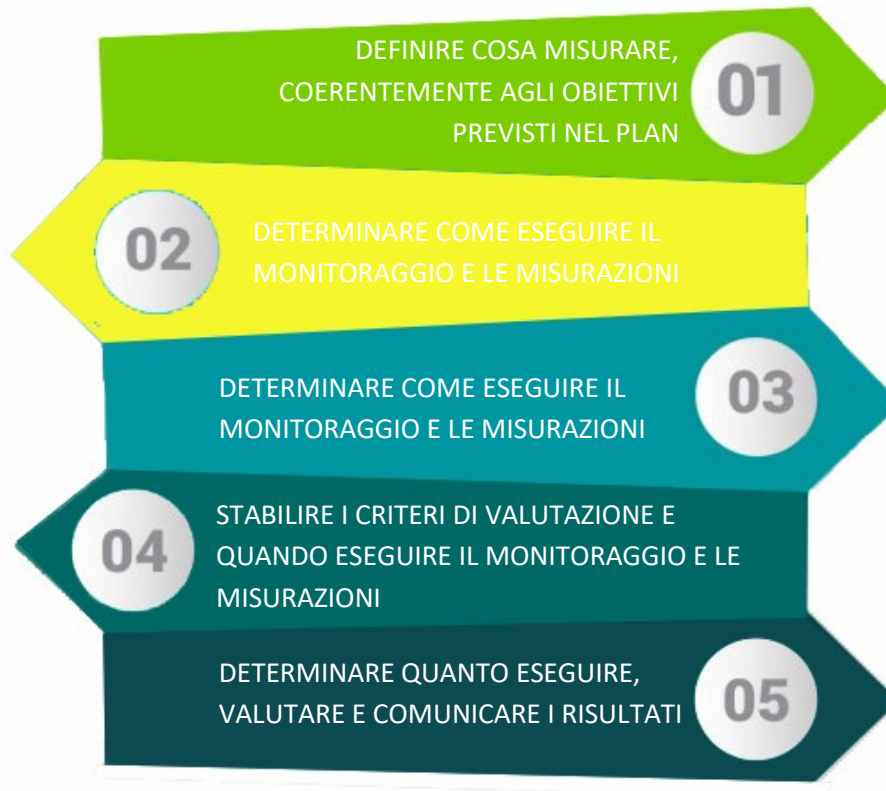 DEFINIRE COSA MISURARE,
COERENTEMENTE AGLI OBIETTIVI
PREVISTI NEL PLAN
01
02
DETERMINARE COME ESEGUIRE IL
MONITORAGGIO E LE MISURAZIONI
DETERMINARE COME ESEGUIRE IL
MONITORAGGIO E LE MISURAZIONI
03
04
STABILIRE I CRITERI DI VALUTAZIONE E
QUANDO ESEGUIRE IL MONITORAGGIO E LE
MISURAZIONI
DETERMINARE QUANTO ESEGUIRE,
VALUTARE E COMUNICARE I RISULTATI
05